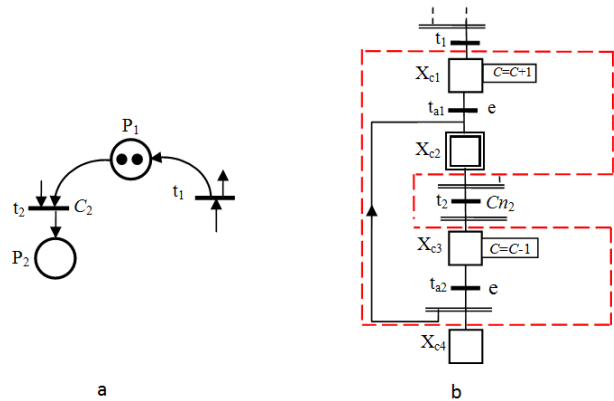 P1
t1
t2
C2
P2
a
t1
Xc1
C=C+1
ta1
e
Xc2
t2
Cn2
Xc3
C=C-1
ta2
e
Xc4
b